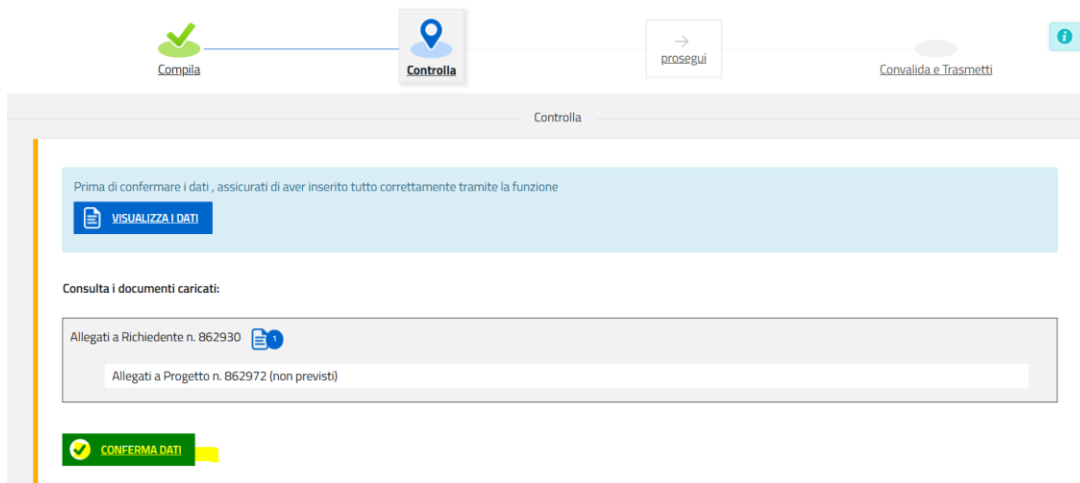 Compila
Controlla
prosegui
Convalida e Trasmetti
Controlla
Prima di confermare i dati , assicurati di aver inserito tutto correttamente tramite la funzione
VISUALIZZA I DATI
Consulta i documenti caricati:
Allegati a Richiedente n. 862930 1
Allegati a Progetto n. 862972 (non previsti)
CONFERMA DATI